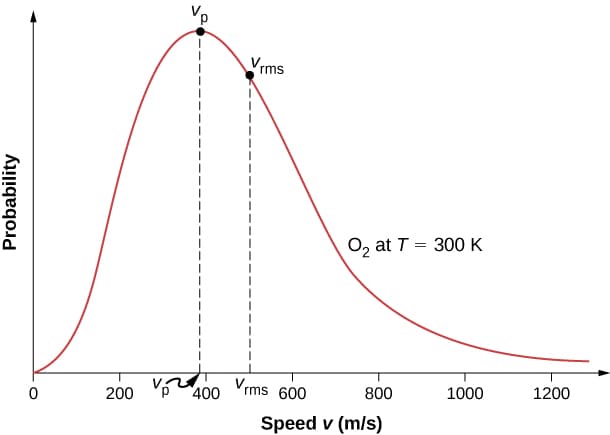 vp
vrms
Probability
O2 at T = 300 K
0 200 vp 400 vrms 600 800 1000 1200
Speed v (m/s)